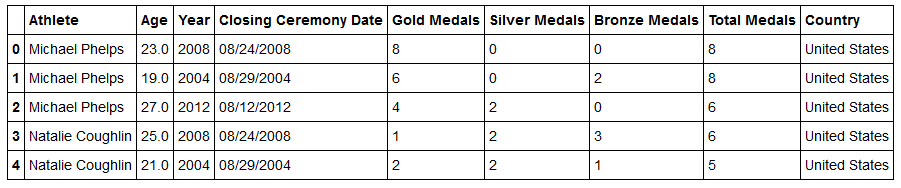 Athlete Age Year Closing Ceremony Date Gold Medals Silver Medals Bronze Medals Total Medals Country
0 Michael Phelps 23.0 2008 08/24/2008 8 0 0 8 United States
1 Michael Phelps 19.0 2004 08/29/2004 6 0 2 8 United States
2 Michael Phelps 27.0 2012 08/12/2012 4 2 0 6 United States
3 Natalie Coughlin 25.0 2008 08/24/2008 1 2 3 6 United States
4 Natalie Coughlin 21.0 2004 08/29/2004 2 2 1 5 United States